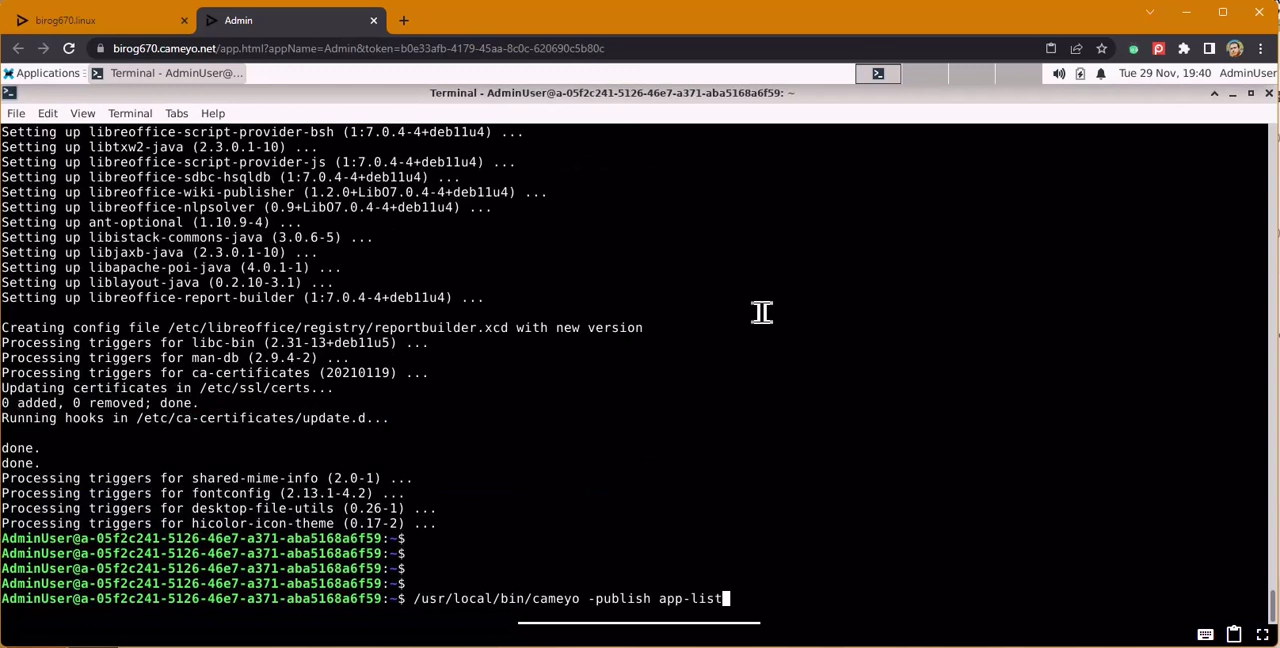 birog670.linux
Admin
birog670.cameyo.net/app.html?appName=Admin&token=b0e33afb-4179-45aa-8c0c-620690c5b80c
Applications
Terminal - AdminUser@...
Tue 29 Nov, 19:40
AdminUser
Terminal - AdminUser@a-05f2c241-5126-46e7-a371-aba5168a6f59: ~
File Edit View Terminal Tabs Help
Setting up libreoffice-script-provider-bsh (1:7.0.4-4+deb11u4) ...
Setting up libtxw2-java (2.3.0.1-10) ...
Setting up libreoffice-script-provider-js (1:7.0.4-4+deb11u4) ...
Setting up libreoffice-sdbc-hsqldb (1:7.0.4-4+deb11u4) ...
Setting up libreoffice-wiki-publisher (1.2.0+LibO7.0.4-4+deb11u4) ...
Setting up libreoffice-nlpsolver (0.9+LibO7.0.4-4+deb11u4) ...
Setting up ant-optional (1.10.9-4) ...
Setting up libistack-commons-java (3.0.6-5) ...
Setting up libjaxb-java (2.3.0.1-10) ...
Setting up libapache-poi-java (4.0.1-1) ...
Setting up liblayout-java (0.2.10-3.1) ...
Setting up libreoffice-report-builder (1:7.0.4-4+deb11u4) ...
Creating config file /etc/libreoffice/registry/reportbuilder.xcd with new version
Processing triggers for libc-bin (2.31-13+deb11u5) ...
Processing triggers for man-db (2.9.4-2) ...
Processing triggers for ca-certificates (20210119) ...
Updating certificates in /etc/ssl/certs...
0 added, 0 removed; done.
Running hooks in /etc/ca-certificates/update.d...
done.
done.
Processing triggers for shared-mime-info (2.0-1) ...
Processing triggers for fontconfig (2.13.1-4.2) ...
Processing triggers for desktop-file-utils (0.26-1) ...
Processing triggers for hicolor-icon-theme (0.17-2) ...
AdminUser@a-05f2c241-5126-46e7-a371-aba5168a6f59:~$
AdminUser@a-05f2c241-5126-46e7-a371-aba5168a6f59:~$
AdminUser@a-05f2c241-5126-46e7-a371-aba5168a6f59:~$
AdminUser@a-05f2c241-5126-46e7-a371-aba5168a6f59:~$
AdminUser@a-05f2c241-5126-46e7-a371-aba5168a6f59:~$ /usr/local/bin/cameyo -publish app-list